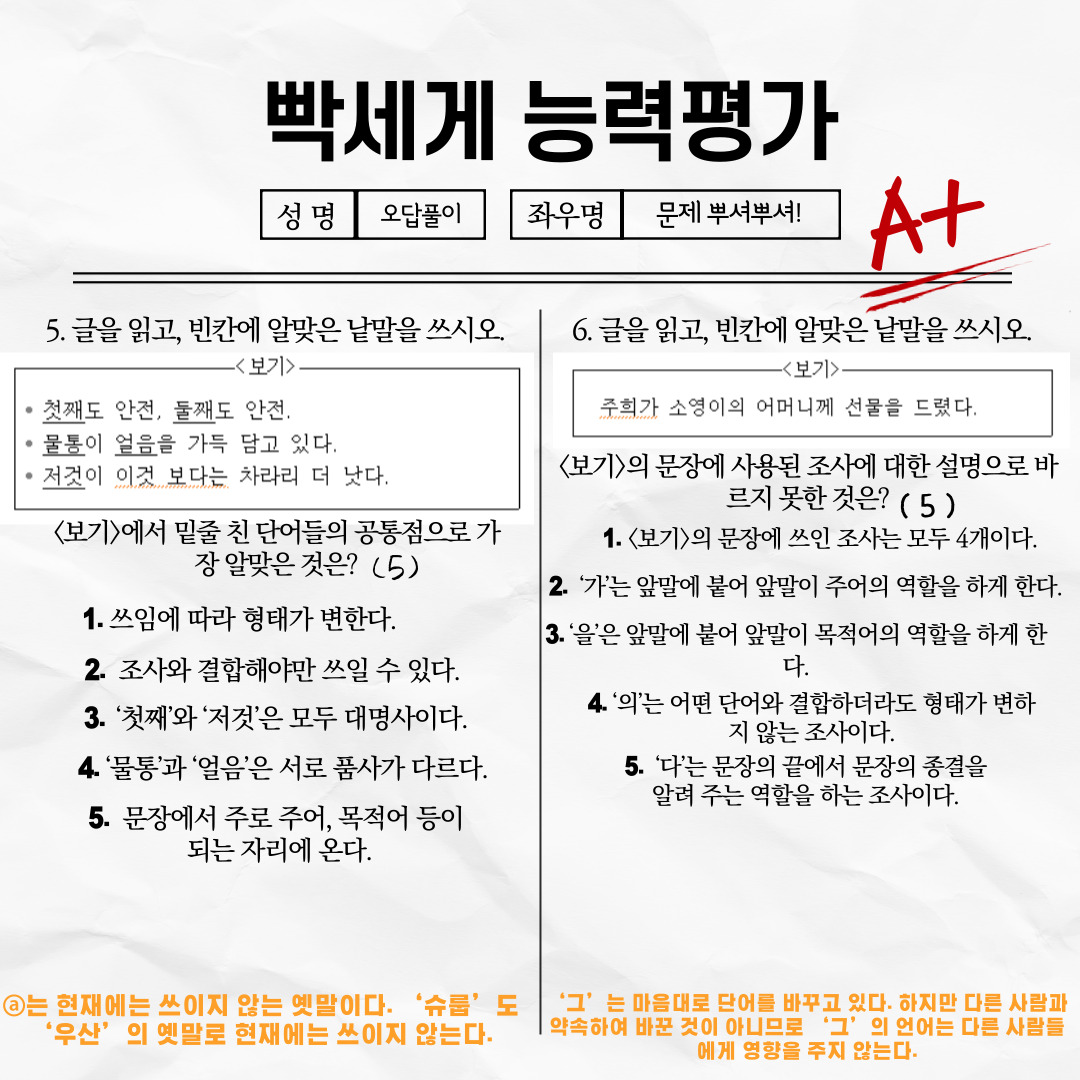 빡세게 능력평가
성 명 오답풀이 좌우명 문제 뿌셔뿌셔!
A+
5. 글을 읽고, 빈칸에 알맞은 낱말을 쓰시오.
<보기>
• 첫째도 안전, 둘째도 안전.
• 물통이 얼음을 가득 담고 있다.
• 저것이 이것 보다는 차라리 더 낫다.
<보기>에서 밑줄 친 단어들의 공통점으로 가
장 알맞은 것은? (5)
1. 쓰임에 따라 형태가 변한다.
2. 조사와 결합해야만 쓰일 수 있다.
3. ‘첫째’와 ‘저것’은 모두 대명사이다.
4. ‘물통’과 ‘얼음’은 서로 품사가 다르다.
5. 문장에서 주로 주어, 목적어 등이
되는 자리에 온다.
ⓐ는 현재에는 쓰이지 않는 옛말이다. ‘슈룹’도
‘우산’의 옛말로 현재에는 쓰이지 않는다.
6. 글을 읽고, 빈칸에 알맞은 낱말을 쓰시오.
<보기>
주희가 소영이의 어머니께 선물을 드렸다.
<보기>의 문장에 사용된 조사에 대한 설명으로 바
르지 못한 것은? (5)
1. <보기>의 문장에 쓰인 조사는 모두 4개이다.
2. ‘가’는 앞말에 붙어 앞말이 주어의 역할을 하게 한다.
3. ‘을’은 앞말에 붙어 앞말이 목적어의 역할을 하게 한
다.
4. ‘의’는 어떤 단어와 결합하더라도 형태가 변하
지 않는 조사이다.
5. ‘다’는 문장의 끝에서 문장의 종결을
알려 주는 역할을 하는 조사이다.
‘그’는 마음대로 단어를 바꾸고 있다. 하지만 다른 사람과
약속하여 바꾼 것이 아니므로 ‘그’의 언어는 다른 사람들
에게 영향을 주지 않는다.